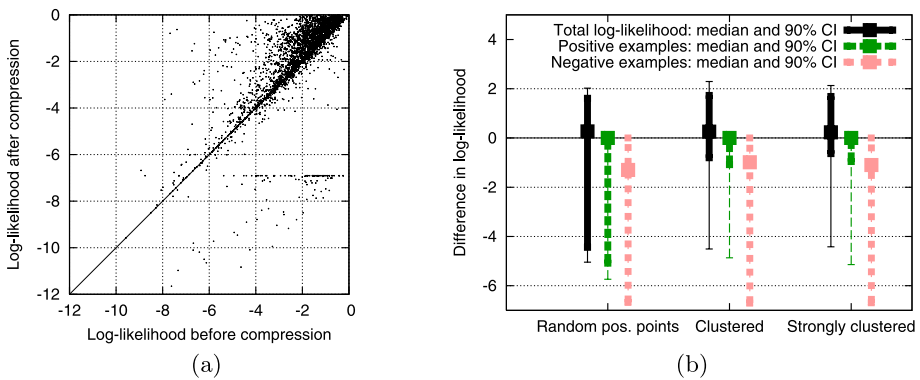 0
-2
-4
-6
-8
-10
-12
-12
-10
-8
-6
-4
-2
0
Log-likelihood after compression
Log-likelihood before compression
(a)
Total log-likelihood: median and 90% CI
Positive examples: median and 90% CI
Negative examples: median and 90% CI
4
2
0
-2
-4
-6
Difference in log-likelihood
Random pos. points
Clustered
Strongly clustered
(b)